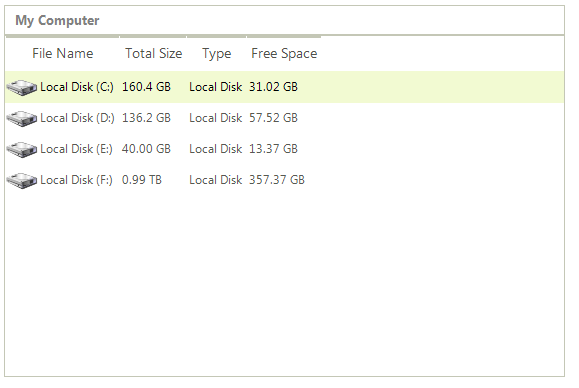 My Computer
File Name Total Size Type Free Space
Local Disk (C:) 160.4 GB Local Disk 31.02 GB
Local Disk (D:) 136.2 GB Local Disk 57.52 GB
Local Disk (E:) 40.00 GB Local Disk 13.37 GB
Local Disk (F:) 0.99 TB Local Disk 357.37 GB